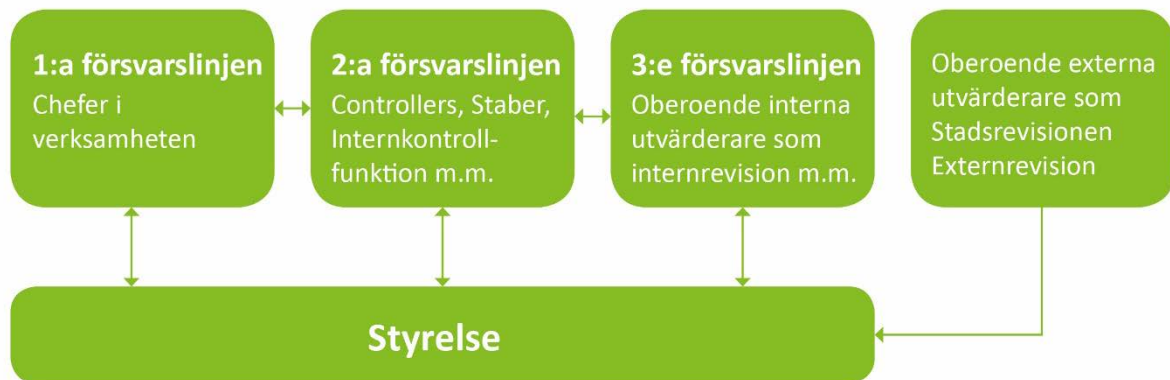 1:a försvarslinjen
Chefer i
verksamheten
2:a försvarslinjen
Controllers, Staber,
Internkontroll-
funktion m.m.
3:e försvarslinjen
Oberoende interna
utvärderare som
internrevision m.m.
Oberoende externa
utvärderare som
Stadsrevisionen
Externrevision
Styrelse